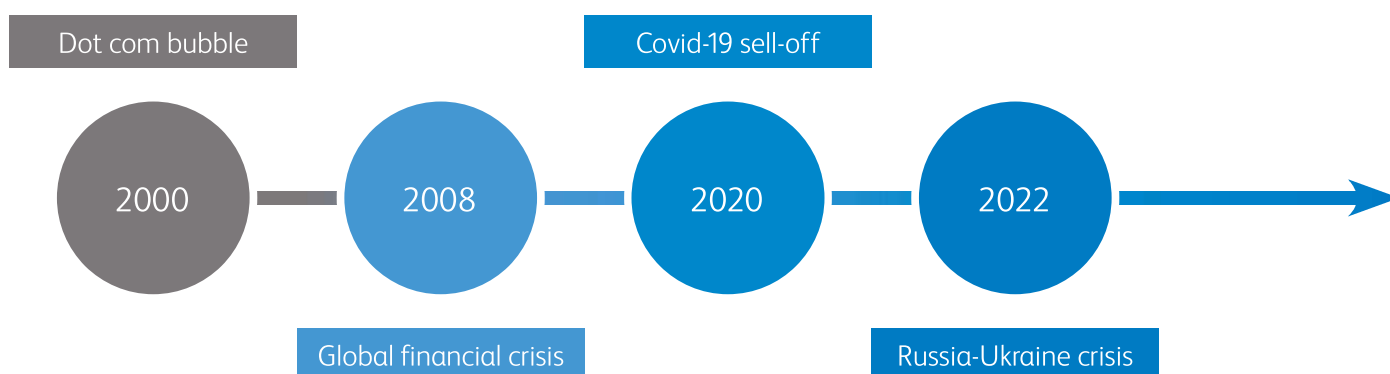 Dot com bubble
Covid-19 sell-off
2000
2008
2020
2022
Global financial crisis
Russia-Ukraine crisis